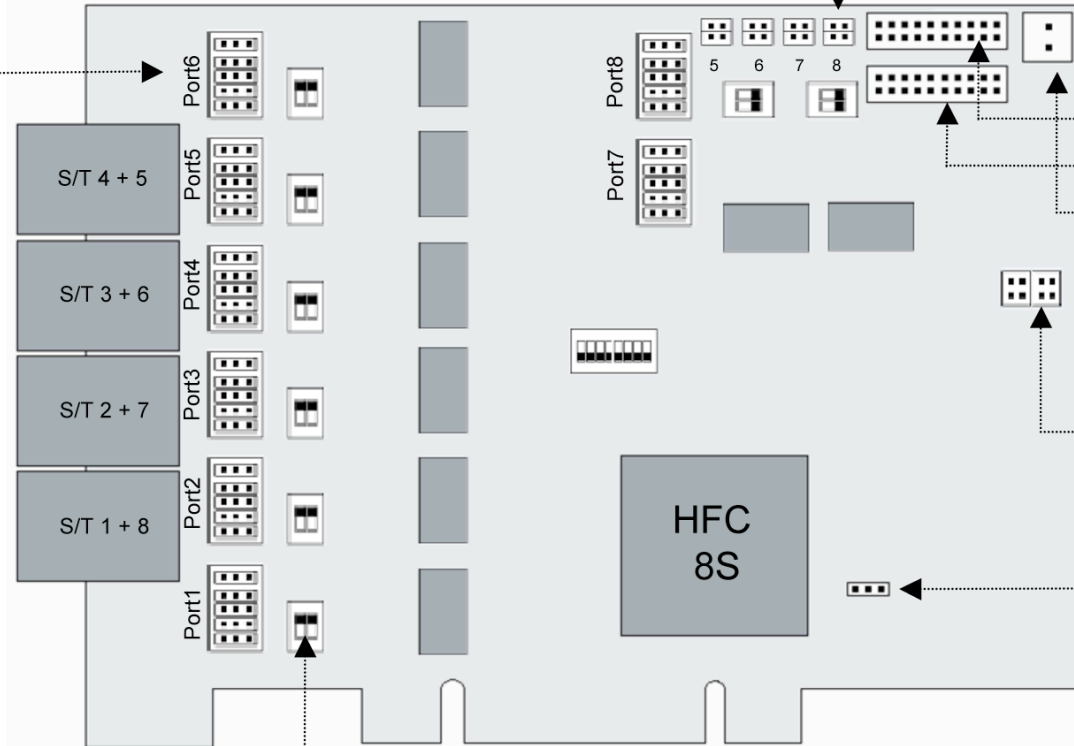 Port6
Port8
5 6 7 8
S/T 4 + 5
Port5
Port7
S/T 3 + 6
Port4
S/T 2 + 7
Port3
S/T 1 + 8
Port2
HFC
8S
Port1